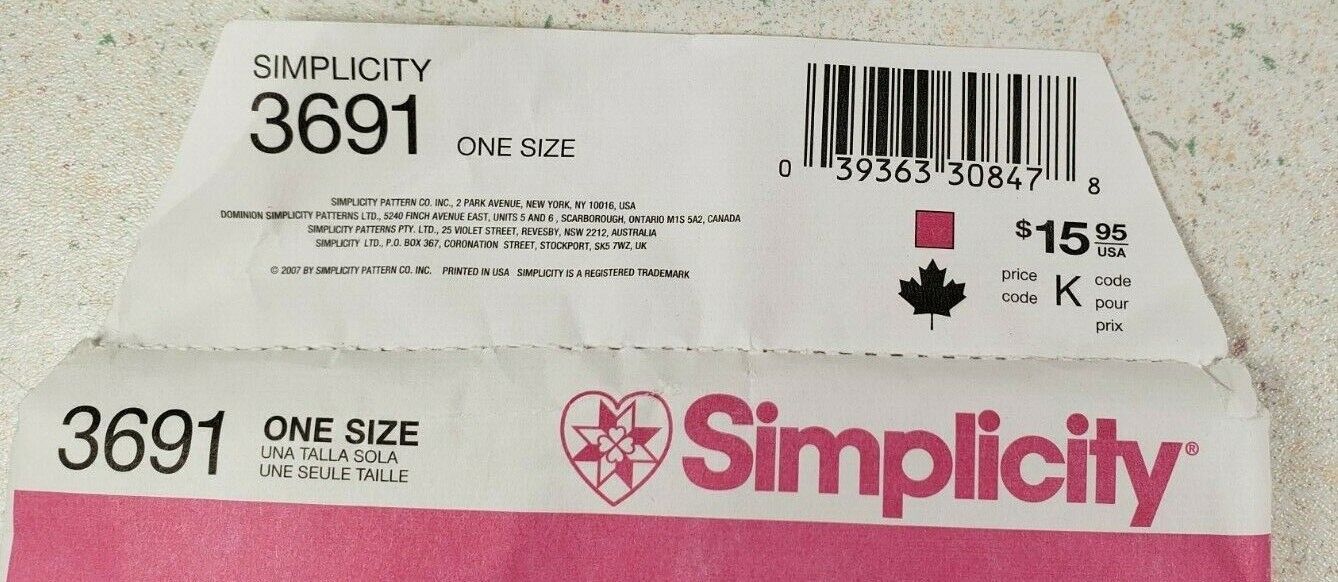 SIMPLICITY
3691 ONE SIZE
0 39363 30847 8
SIMPLICITY PATTERN CO. INC., 2 PARK AVENUE, NEW YORK, NY 10016, USA
DOMINION SIMPLICITY PATTERNS LTD., 5240 FINCH AVENUE EAST, UNITS 5 AND 6 , SCARBOROUGH, ONTARIO M1S 5A2, CANADA
SIMPLICITY PATTERNS PTY. LTD., 25 VIOLET STREET, REVESBY, NSW 2212, AUSTRALIA
SIMPLICITY LTD., P.O. BOX 367, CORONATION STREET, STOCKPORT, SK5 7WZ, UK
© 2007 BY SIMPLICITY PATTERN CO. INC. PRINTED IN USA SIMPLICITY IS A REGISTERED TRADEMARK
$15 95
USA
price code K code pour prix
3691 ONE SIZE
UNA TALLA SOLA
UNE SEULE TAILLE
Simplicity®